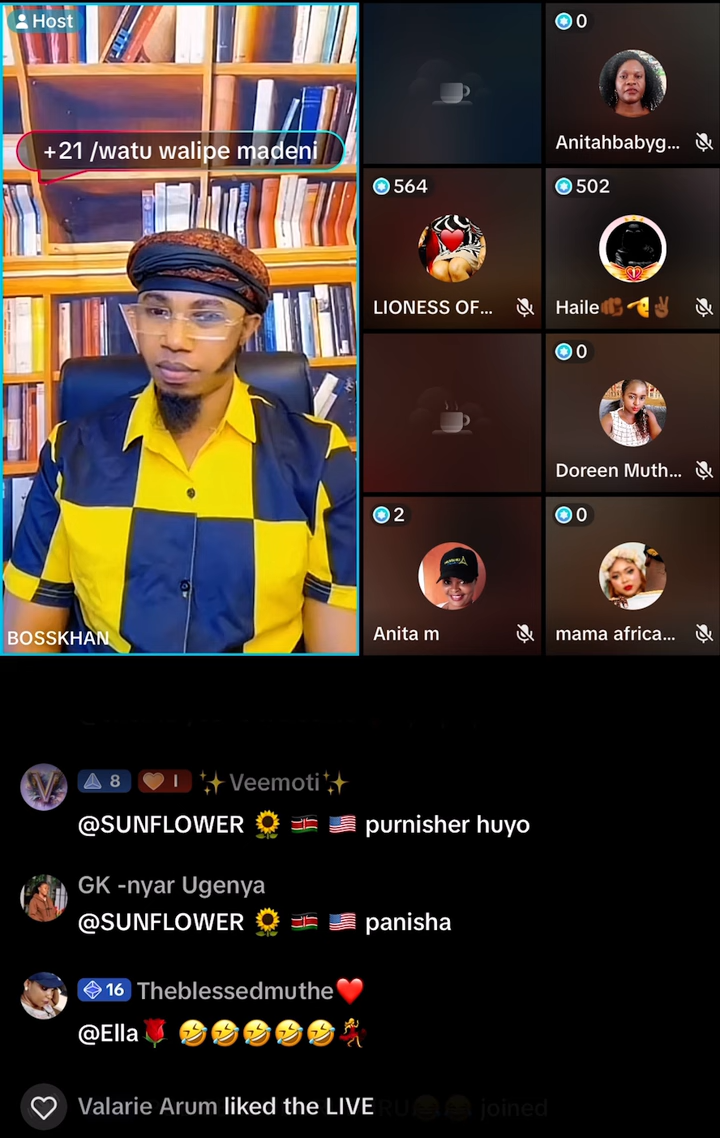 Host
+21 /watu walipe madeni
BOSSKHAN
0
Anitahbabyg...
564
LIONESS OF...
502
Haile🫵🏾🫲✌🏾
0
Doreen Muth...
2
Anita m
0
mama africa...
V
8 I ✨Veemoti✨
@SUNFLOWER 🌻 🇰🇪 🇺🇸 purnisher huyo
GK -nyar Ugenya
@SUNFLOWER 🌻 🇰🇪 🇺🇸 panisha
16 Theblessedmuthe❤️
@Ella🌹 🤣🤣🤣🤣🤣💃
Valarie Arum liked the LIVE
joined